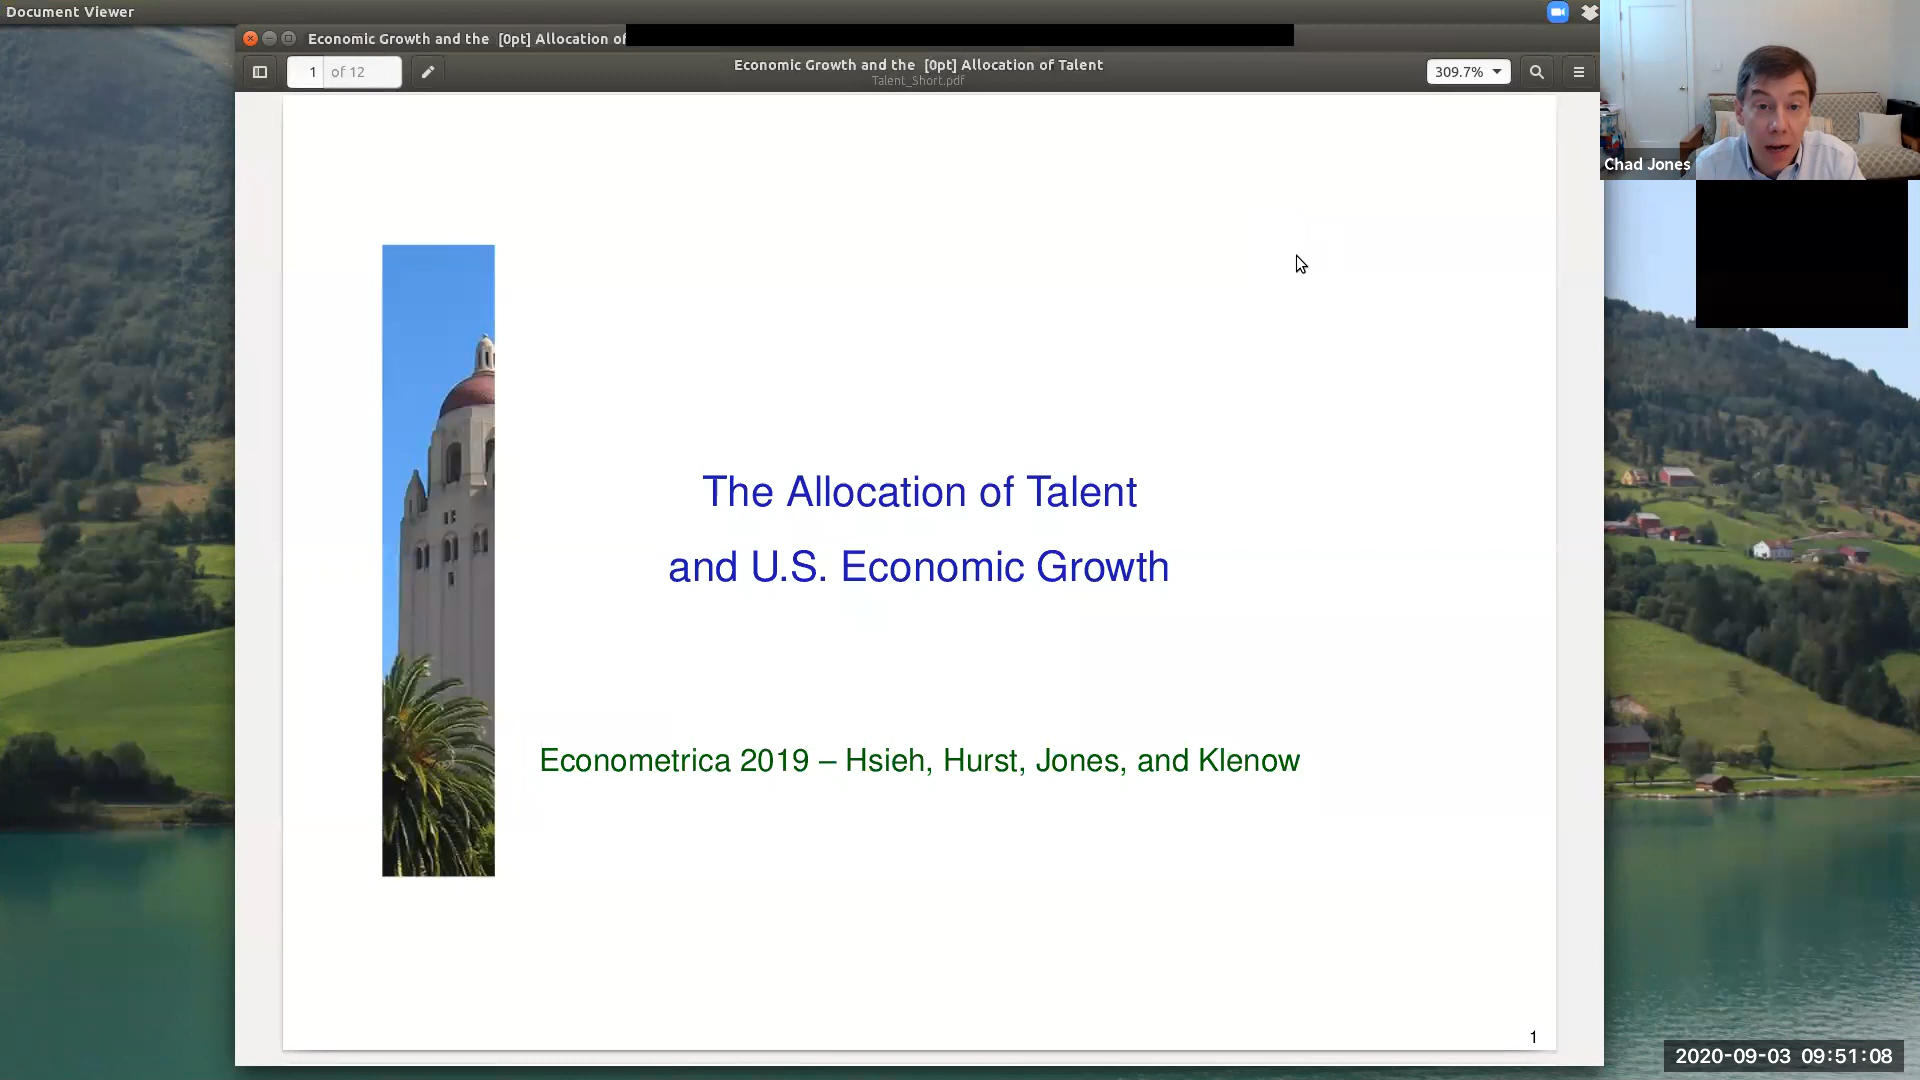 Document Viewer
Economic Growth and the [0pt] Allocation of
1 of 12
Economic Growth and the [0pt] Allocation of Talent
Talent_Short.pdf
309.7%
Chad Jones
The Allocation of Talent
and U.S. Economic Growth
Econometrica 2019 – Hsieh, Hurst, Jones, and Klenow
1
2020-09-03 09:51:08